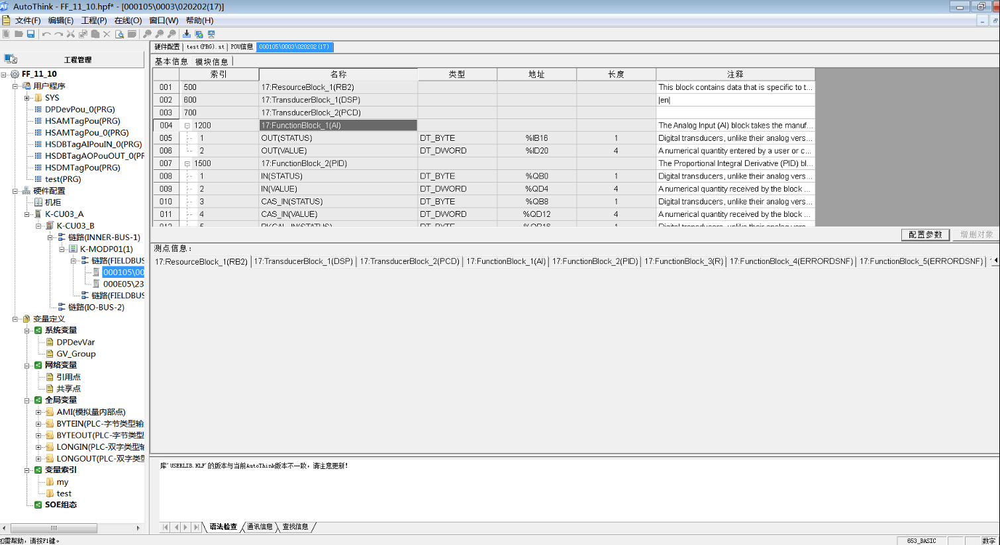 AutoThink - FF_11_10.hpf* - [000105\0003\020202(17)]
文件(F) 编辑(E) 工程(P) 在线(O) 窗口(W) 帮助(H)
工程管理
FF_11_10
用户程序
SYS
DPDevPou_0(PRG)
HSAMTagPou(PRG)
HSAMTagPou_0(PRG)
HSDBTagAIPouIN_0(PRG)
HSDBTagAOPouOUT_0(PR
HSDMTagPou(PRG)
test(PRG)
硬件配置
机柜
K-CU03_A
K-CU03_B
链路(INNER-BUS-1)
K-MODP01(1)
链路(FIELDBUS
000105\00
000E05\23
链路(FIELDBUS
链路(IO-BUS-2)
变量定义
系统变量
DPDevVar
GV_Group
网络变量
引用点
共享点
全局变量
AMI(模拟量内部点)
BYTEIN(PLC-字节类型输
BYTEOUT(PLC-字节类型
LONGIN(PLC-双字类型输
LONGOUT(PLC-双字类型
变量索引
my
test
SOE组态
硬件配置 test(PRG).st POU信息 000105\0003\020202(17)
基本信息 模块信息
索引 名称 类型 地址 长度 注释
001 500 17:ResourceBlock_1(RB2) This block contains data that is specific to t...
002 600 17:TransducerBlock_1(DSP) |en|
003 700 17:TransducerBlock_2(PCD)
004 1200 17:FunctionBlock_1(AI) The Analog Input (AI) block takes the manuf...
005 1 OUT(STATUS) DT_BYTE %IB16 1 Digital transducers, unlike their analog vers...
006 2 OUT(VALUE) DT_DWORD %ID20 4 A numerical quantity entered by a user or c...
007 1500 17:FunctionBlock_2(PID) The Proportional Integral Derivative (PID) bl...
008 1 IN(STATUS) DT_BYTE %QB0 1 Digital transducers, unlike their analog vers...
009 2 IN(VALUE) DT_DWORD %QD4 4 A numerical quantity received by the block ...
010 3 CAS_IN(STATUS) DT_BYTE %QB8 1 Digital transducers, unlike their analog vers...
011 4 CAS_IN(VALUE) DT_DWORD %QD12 4 A numerical quantity received by the block ...
配置参数 增删对象
测点信息：
17:ResourceBlock_1(RB2) 17:TransducerBlock_1(DSP) 17:TransducerBlock_2(PCD) 17:FunctionBlock_1(AI) 17:FunctionBlock_2(PID) 17:FunctionBlock_3(R) 17:FunctionBlock_4(ERRORDSNF) 17:FunctionBlock_5(ERRORDSNF)
库'USERLIB.HLF'的版本与当前AutoThink版本不一致，请注意更新！
语法检查 通讯信息 查找信息
如需帮助，请按F1键。 653_BASIC 数字